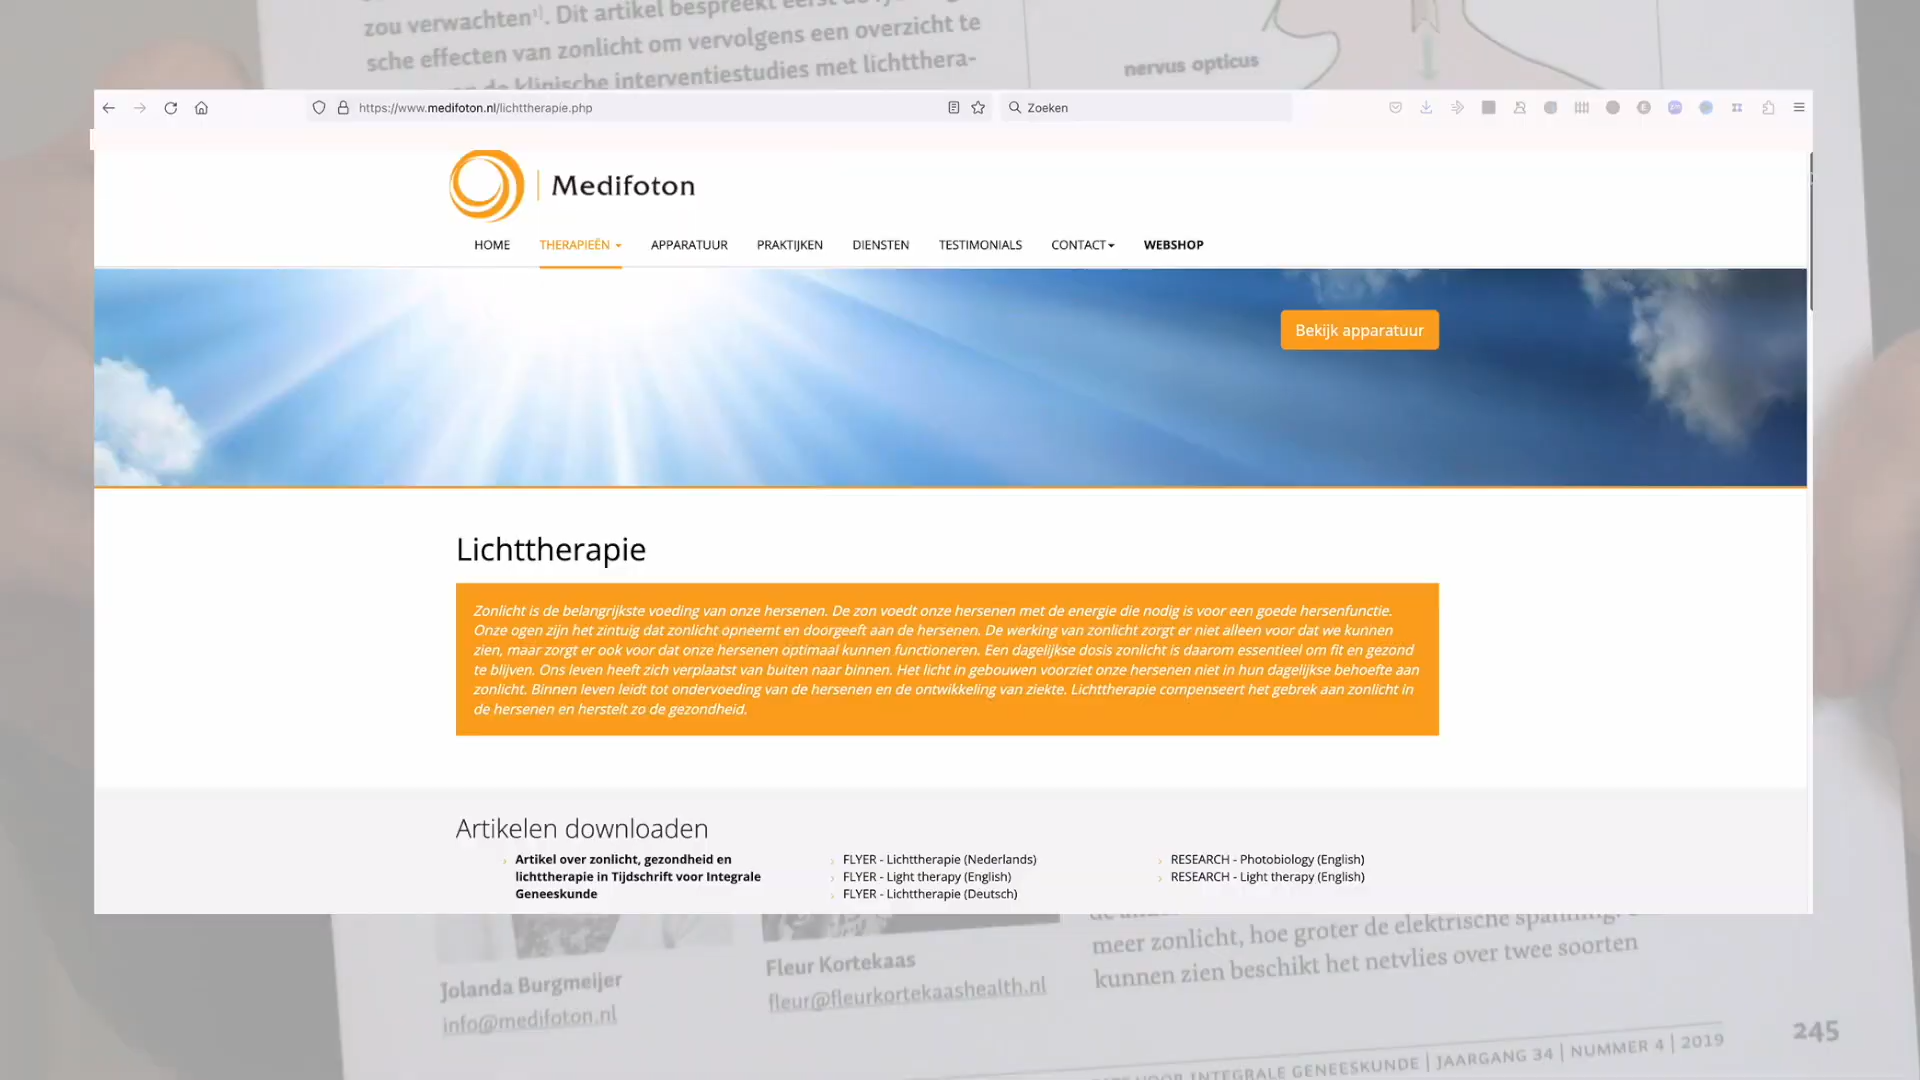 zou verwachten³⁾. Dit artikel bespreekt eerst de
sche effecten van zonlicht om vervolgens een overzicht te
de klinische interventiestudies met lichtthera-
nervus opticus
https://www.medifoton.nl/lichttherapie.php
Zoeken
Medifoton
HOME THERAPIEËN APPARATUUR PRAKTIJKEN DIENSTEN TESTIMONIALS CONTACT WEBSHOP
Bekijk apparatuur
Lichttherapie
Zonlicht is de belangrijkste voeding van onze hersenen. De zon voedt onze hersenen met de energie die nodig is voor een goede hersenfunctie.
Onze ogen zijn het zintuig dat zonlicht opneemt en doorgeeft aan de hersenen. De werking van zonlicht zorgt er niet alleen voor dat we kunnen
zien, maar zorgt er ook voor dat onze hersenen optimaal kunnen functioneren. Een dagelijkse dosis zonlicht is daarom essentieel om fit en gezond
te blijven. Ons leven heeft zich verplaatst van buiten naar binnen. Het licht in gebouwen voorziet onze hersenen niet in hun dagelijkse behoefte aan
zonlicht. Binnen leven leidt tot ondervoeding van de hersenen en de ontwikkeling van ziekte. Lichttherapie compenseert het gebrek aan zonlicht in
de hersenen en herstelt zo de gezondheid.
Artikelen downloaden
Artikel over zonlicht, gezondheid en
lichttherapie in Tijdschrift voor Integrale
Geneeskunde
FLYER - Lichttherapie (Nederlands)
FLYER - Light therapy (English)
FLYER - Lichttherapie (Deutsch)
RESEARCH - Photobiology (English)
RESEARCH - Light therapy (English)
Jolanda Burgmeijer
info@medifoton.nl
Fleur Kortekaas
fleur@fleurkortekaashealth.nl
meer zonlicht, hoe groter de elektrische spanning.
kunnen zien beschikt het netvlies over twee soorten
VOOR INTEGRALE GENEESKUNDE | JAARGANG 34 | NUMMER 4 | 2019
245